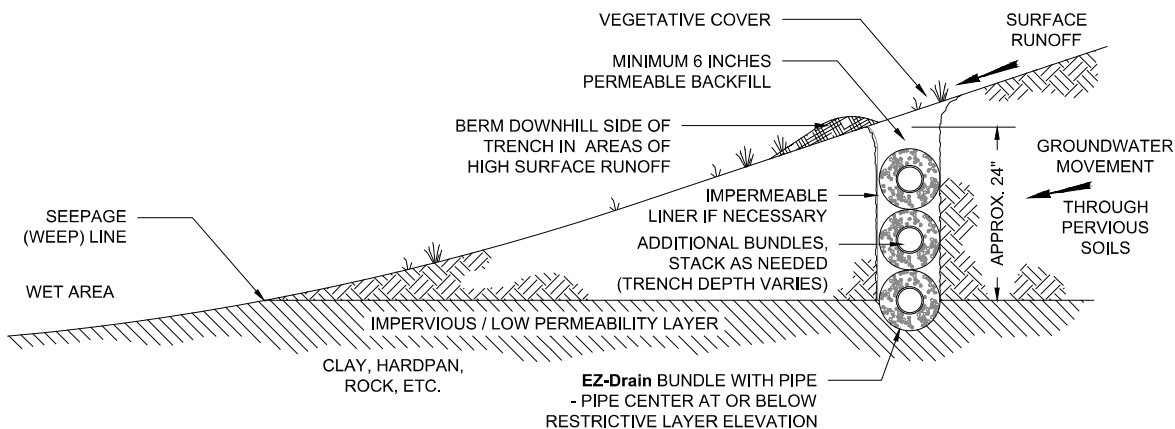 VEGETATIVE COVER
SURFACE
RUNOFF
MINIMUM 6 INCHES
PERMEABLE BACKFILL
BERM DOWNHILL SIDE OF
TRENCH IN AREAS OF
HIGH SURFACE RUNOFF
GROUNDWATER
MOVEMENT
THROUGH
PERVIOUS
SOILS
APPROX. 24"
IMPERMEABLE
LINER IF NECESSARY
SEEPAGE
(WEEP) LINE
ADDITIONAL BUNDLES,
STACK AS NEEDED
(TRENCH DEPTH VARIES)
WET AREA
IMPERVIOUS / LOW PERMEABILITY LAYER
CLAY, HARDPAN,
ROCK, ETC.
EZ-Drain BUNDLE WITH PIPE
- PIPE CENTER AT OR BELOW
RESTRICTIVE LAYER ELEVATION